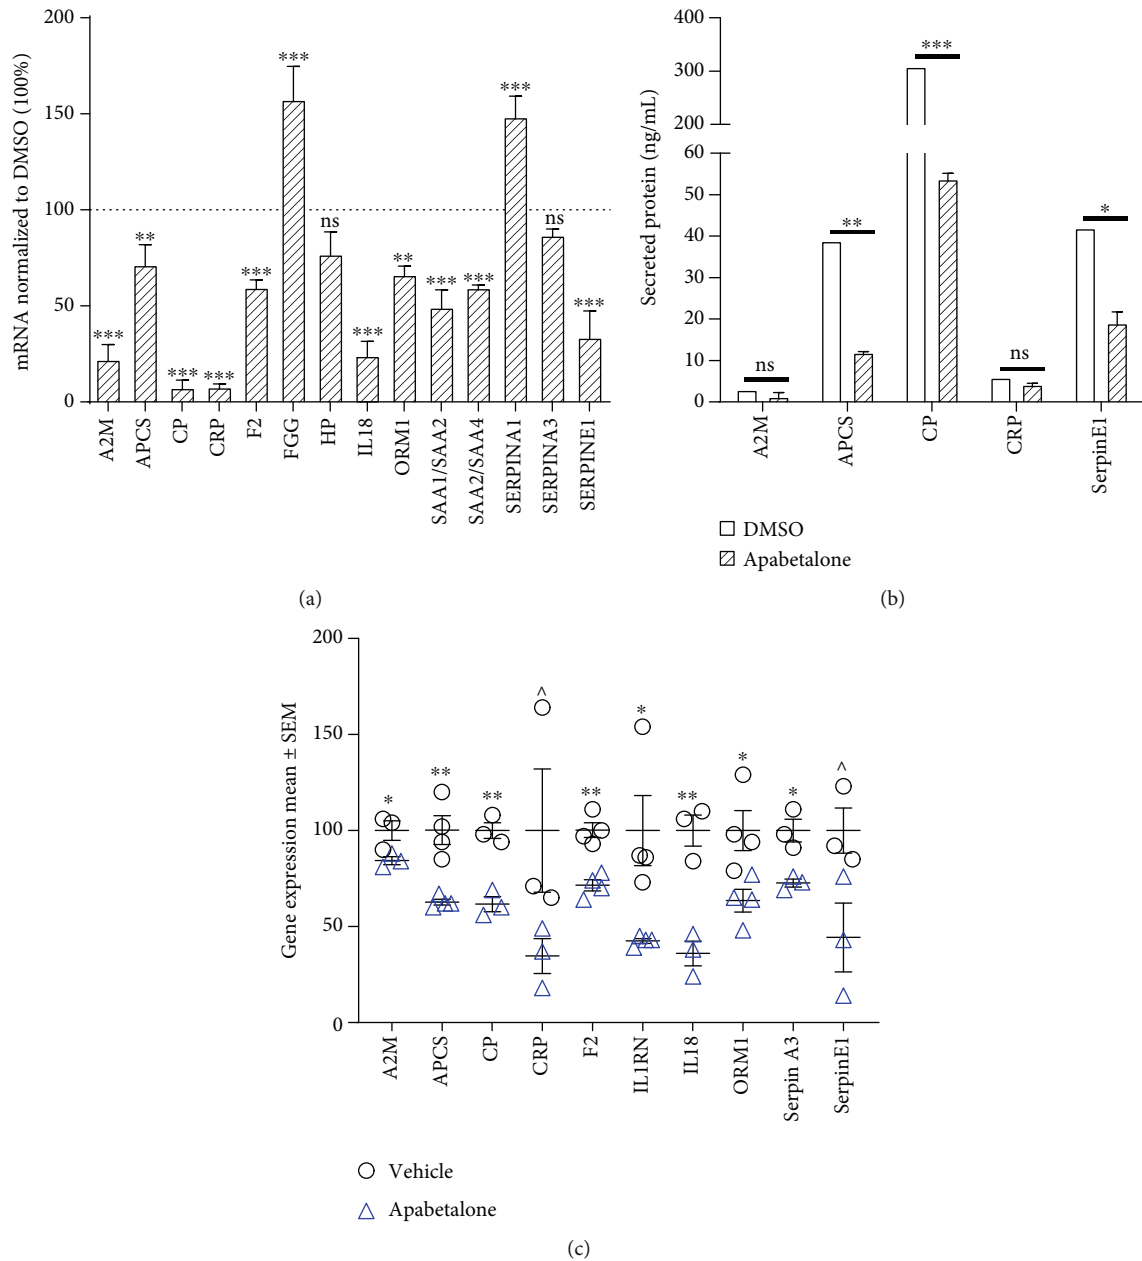 mRNA normalized to DMSO (100%)
200
150
100
50
0
***
**
***
***
***
***
ns
***
**
***
***
***
ns
***
A2M
APCS
CP
CRP
F2
FGG
HP
IL18
ORM1
SAA1/SAA2
SAA2/SAA4
SERPINA1
SERPINA3
SERPINE1
(a)
Secreted protein (ng/mL)
400
300
200
60
50
40
30
20
10
0
ns
**
***
ns
*
A2M
APCS
CP
CRP
SerpinE1
DMSO
Apabetalone
(b)
Gene expression mean ± SEM
200
150
100
50
0
*
**
**
^
**
*
**
*
*
^
A2M
APCS
CP
CRP
F2
IL1RN
IL18
ORM1
Serpin A3
SerpinE1
Vehicle
Apabetalone
(c)